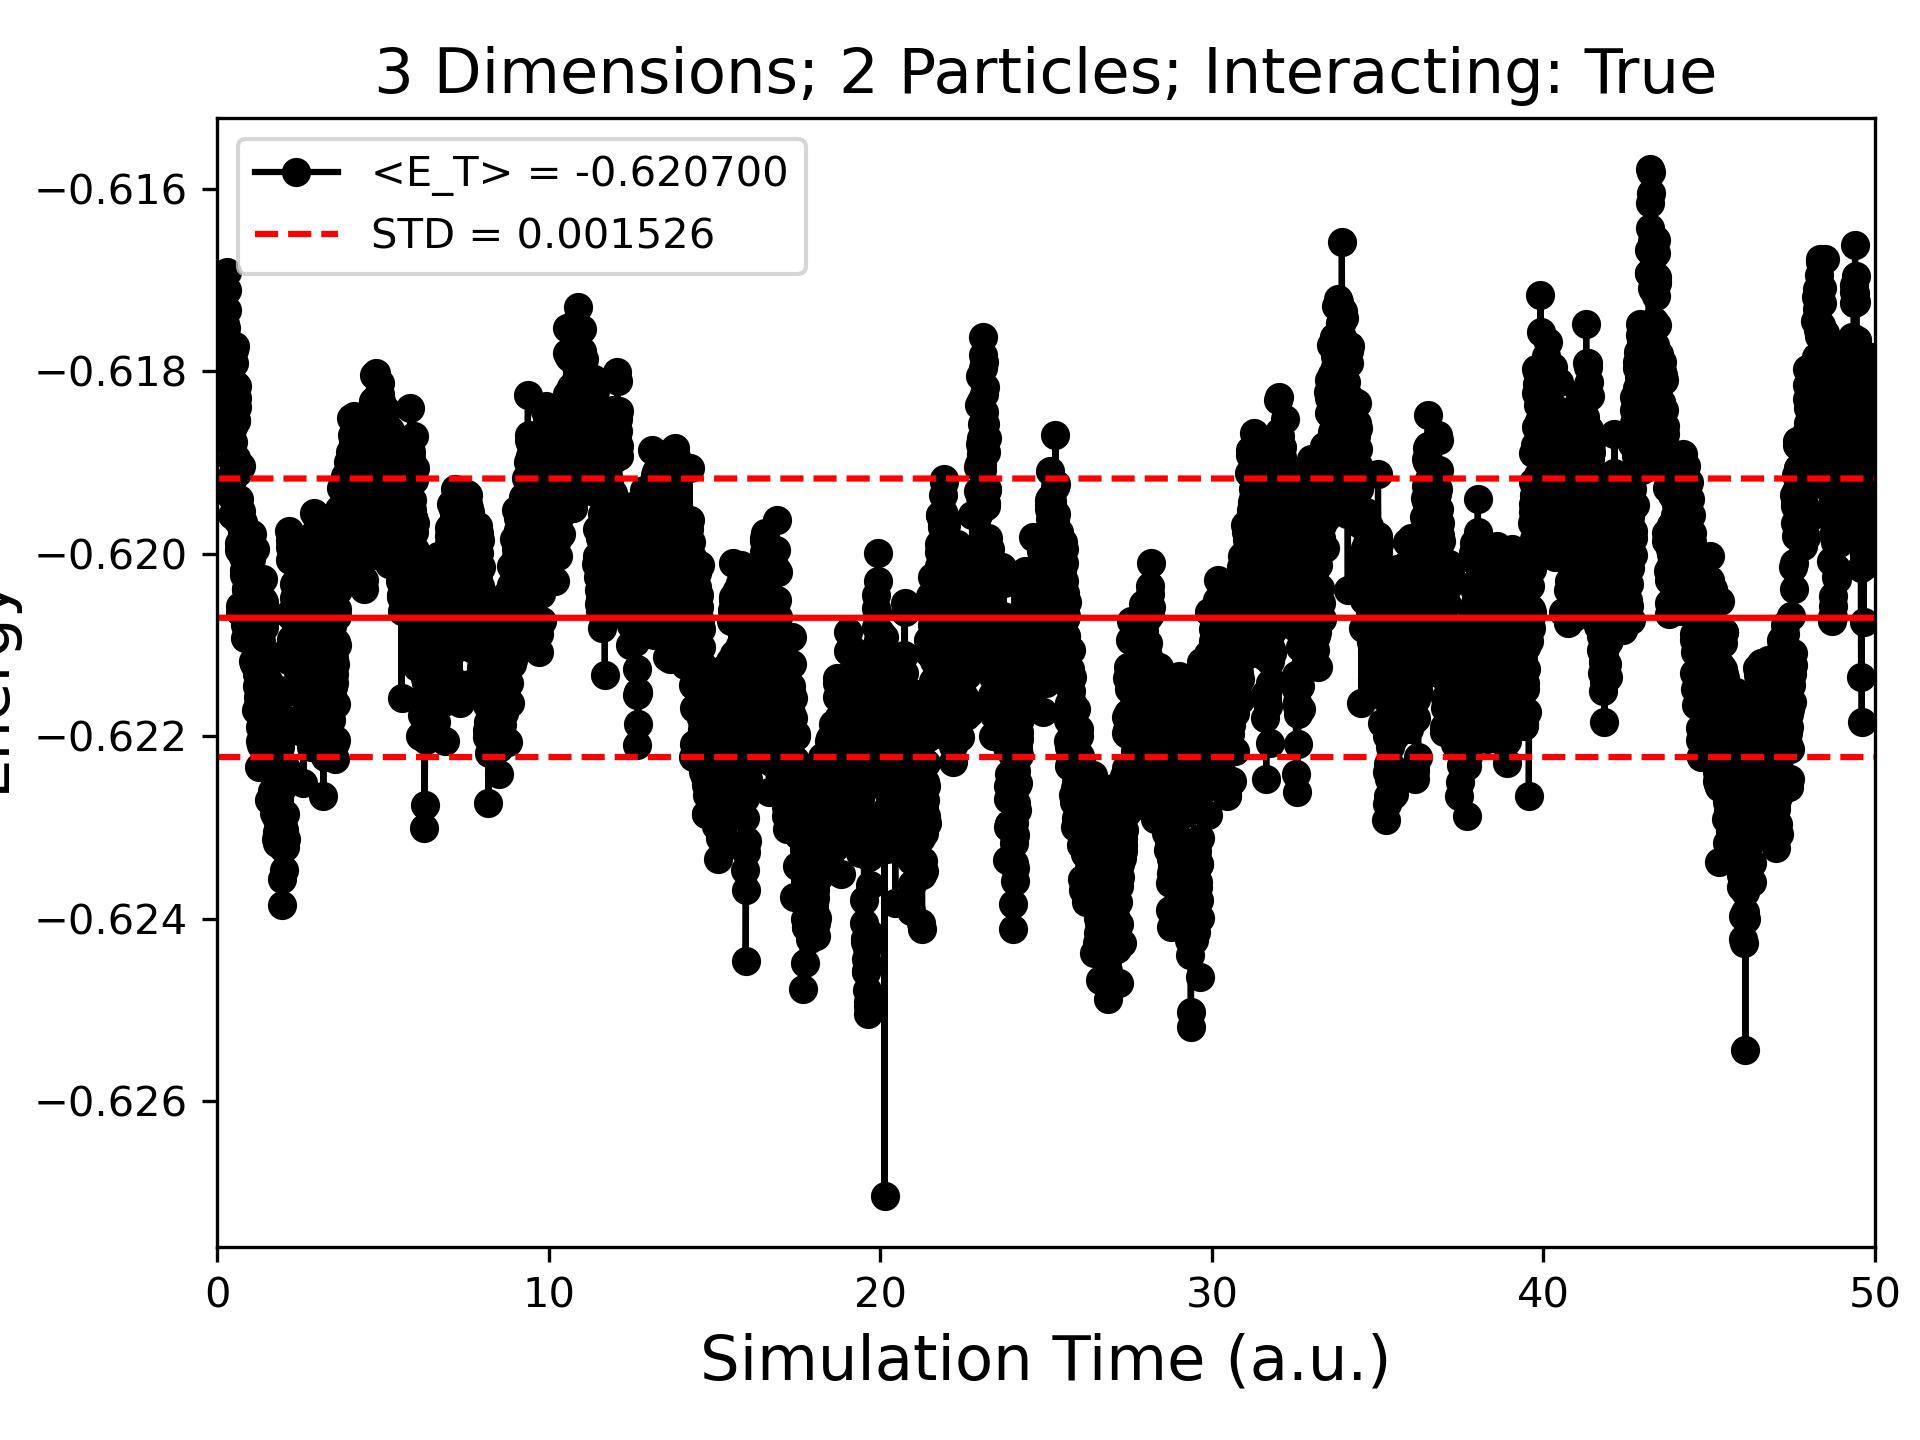 3 Dimensions; 2 Particles; Interacting: True
<E_T> = -0.620700
STD = 0.001526
−0.616
−0.618
−0.620
−0.622
−0.624
−0.626
Energy
0 10 20 30 40 50
Simulation Time (a.u.)